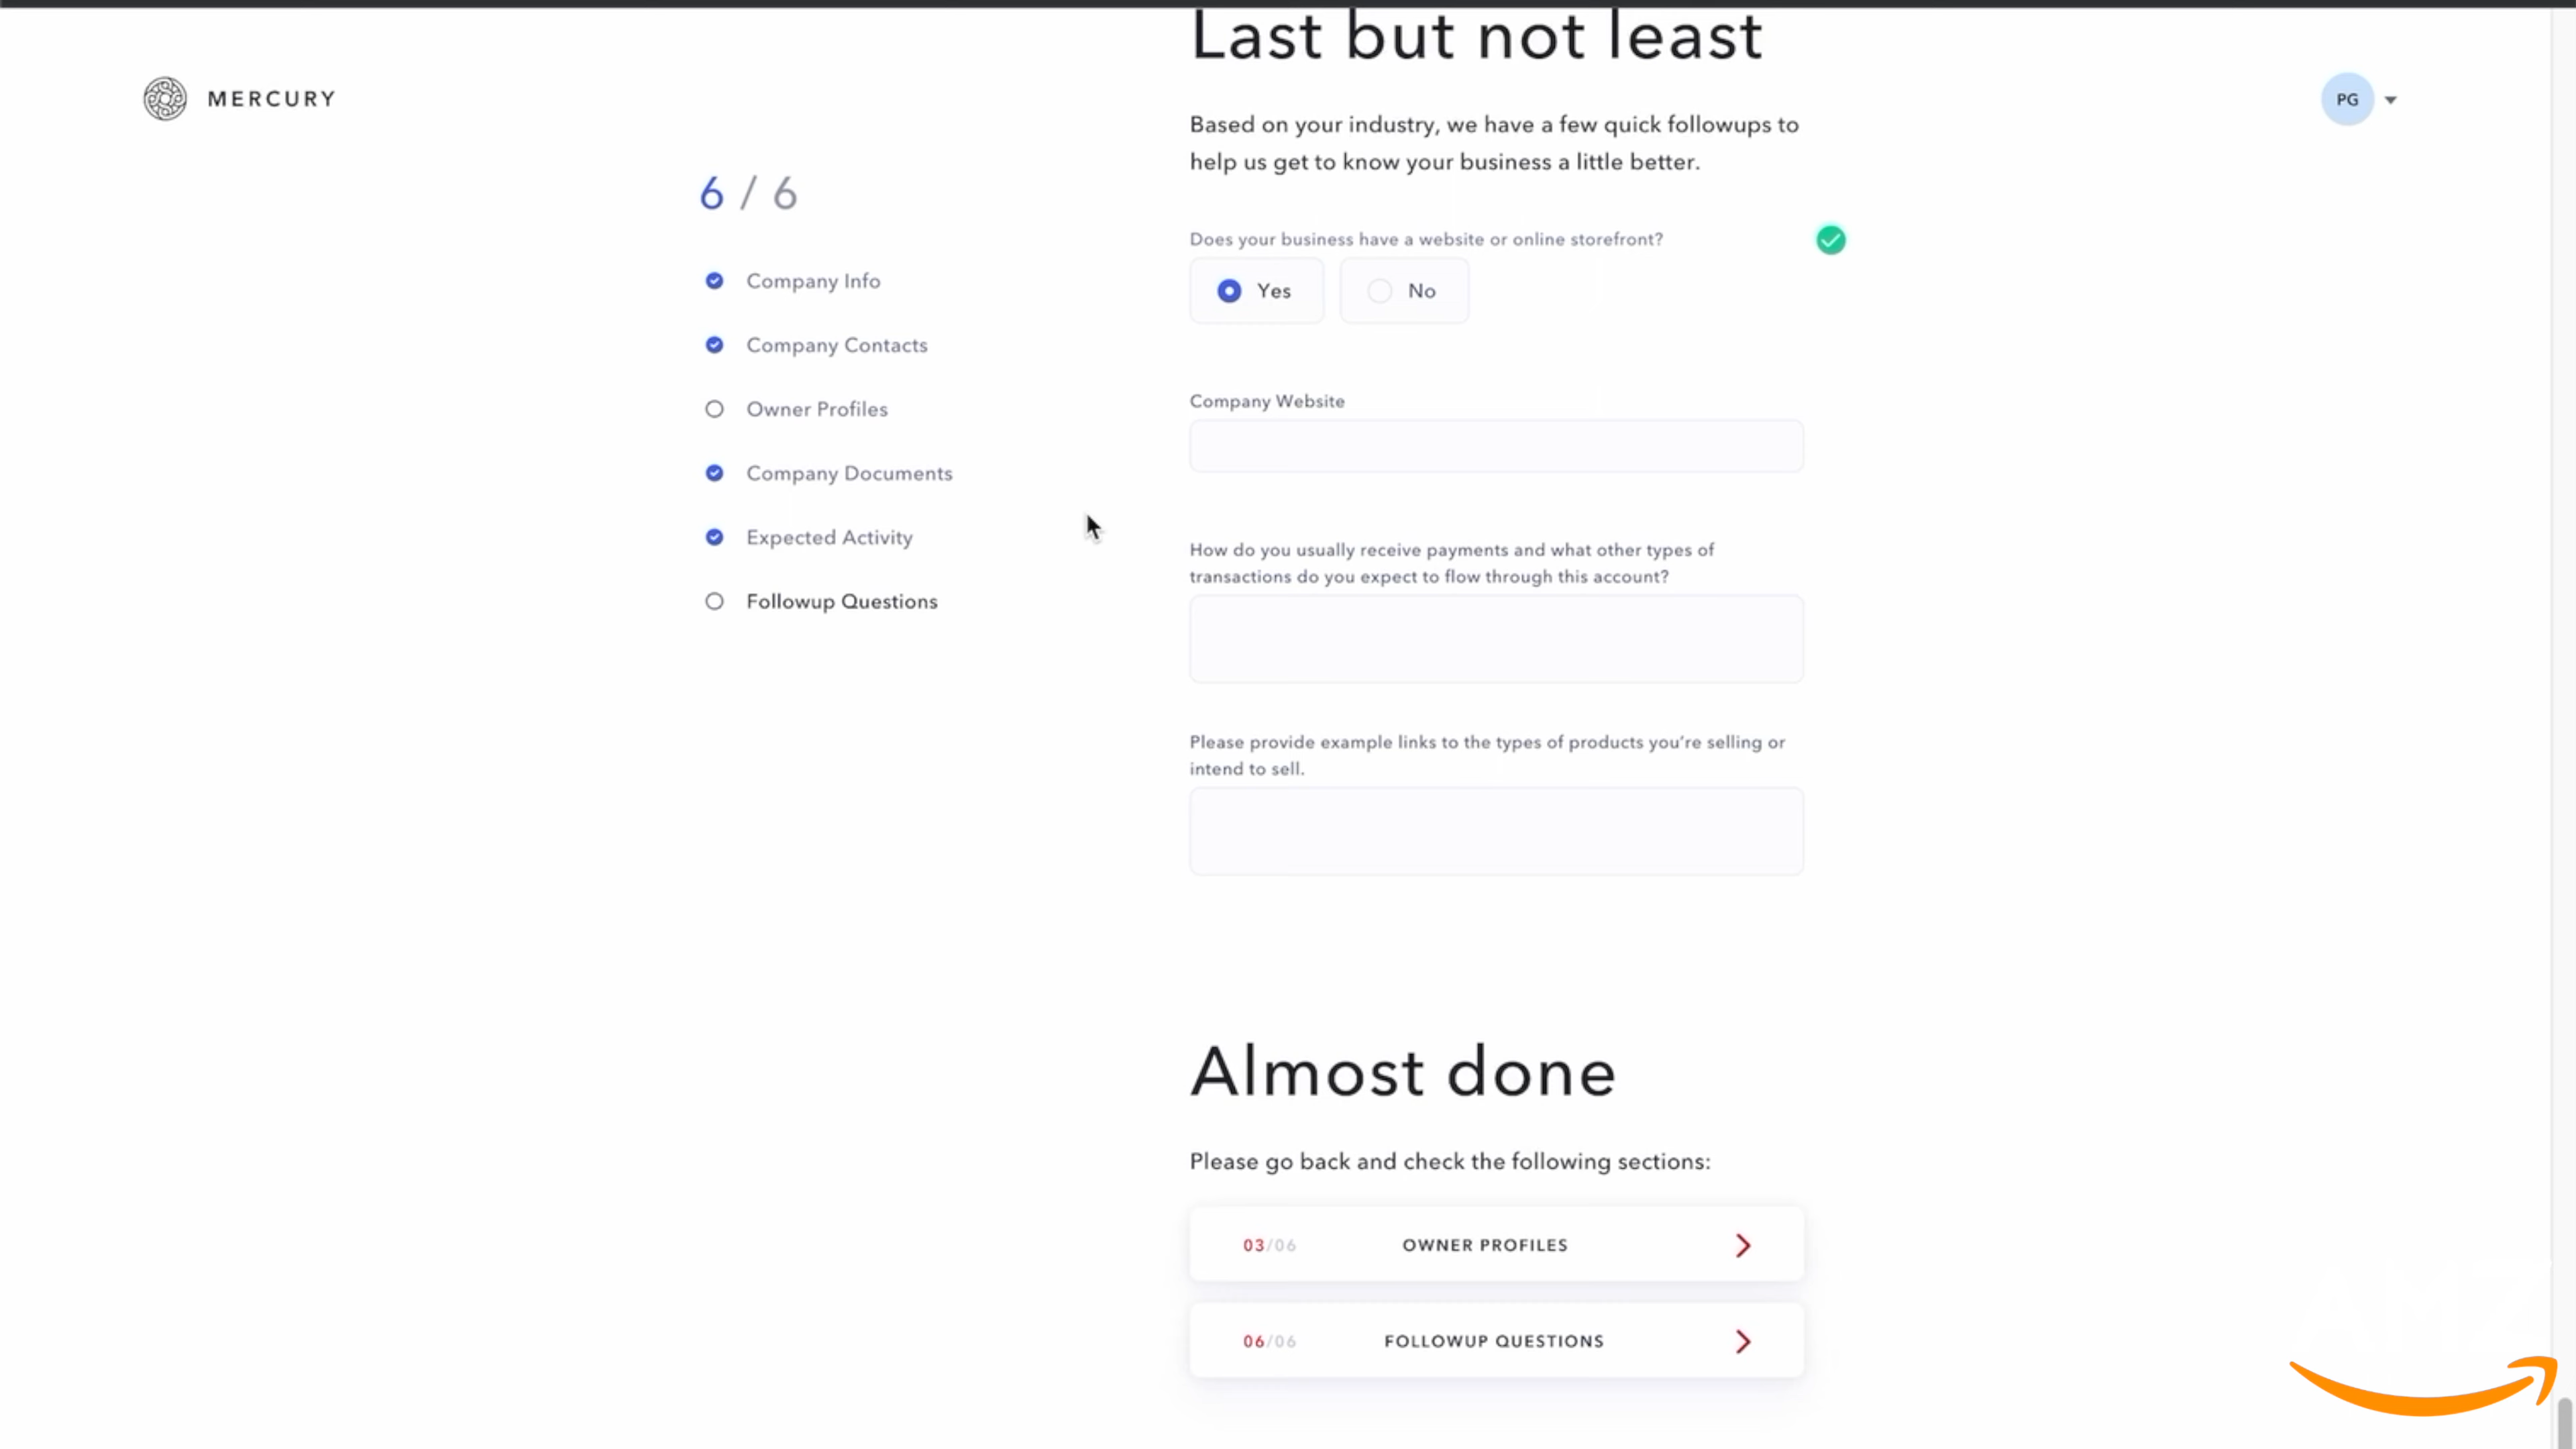 Last but not least
MERCURY
PG
Based on your industry, we have a few quick followups to
help us get to know your business a little better.
6 / 6
Does your business have a website or online storefront?
Company Info
Yes
No
Company Contacts
Owner Profiles
Company Website
Company Documents
Expected Activity
How do you usually receive payments and what other types of
transactions do you expect to flow through this account?
Followup Questions
Please provide example links to the types of products you're selling or
intend to sell.
Almost done
Please go back and check the following sections:
03/06 OWNER PROFILES
06/06 FOLLOWUP QUESTIONS